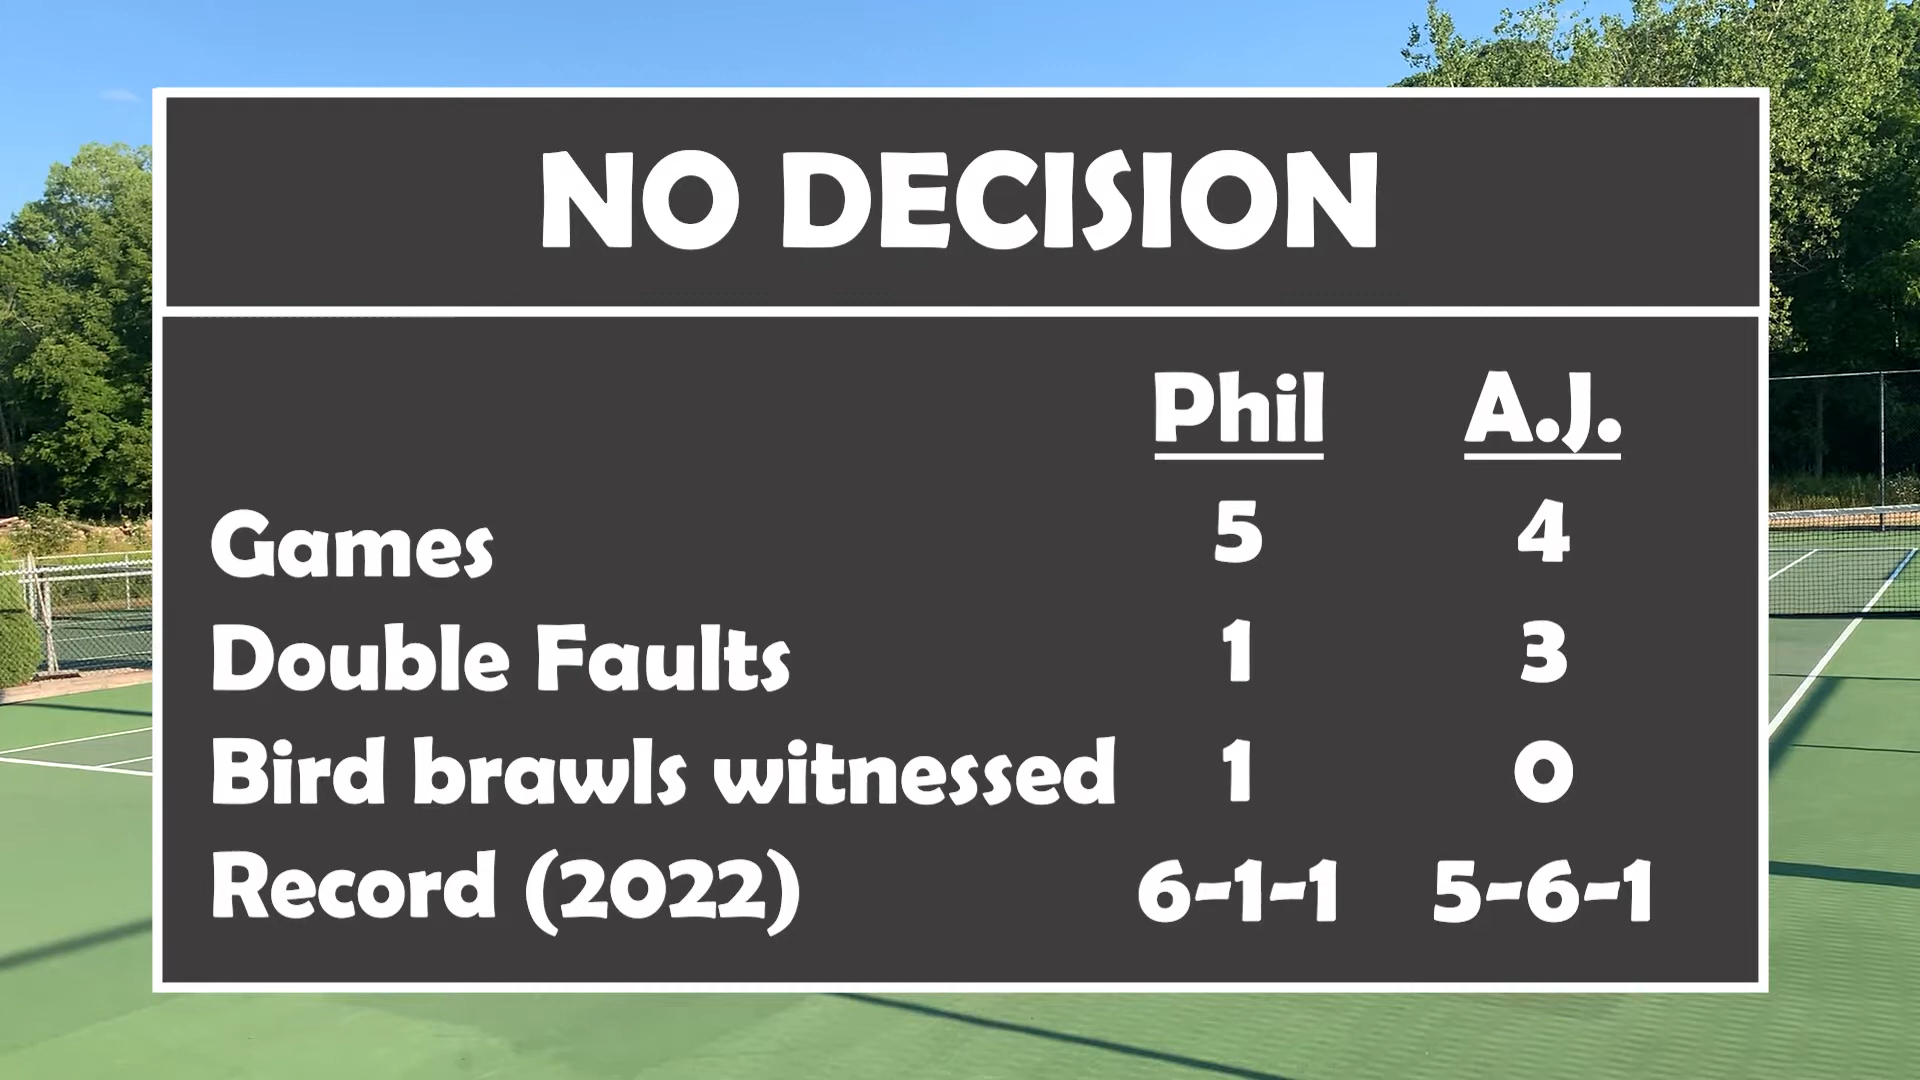 NO DECISION
Phil A.J.
Games 5 4
Double Faults 1 3
Bird brawls witnessed 1 0
Record (2022) 6-1-1 5-6-1